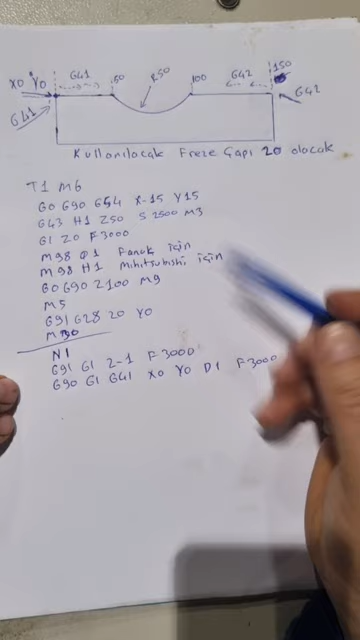 X0 Y0
G41
50
R50
100
G42
150
G41
G42
Kullanılacak Freze Çapı 20 olacak
T1 M6
G0 G90 G54 X-15 Y15
G43 H1 Z50 S2500 M3
G1 Z0 F3000
M98 P1 Fanuk için
M98 H1 Mihitsubishi için
G0 G90 Z100 M9
M5
G91 G28 Z0 Y0
M30
N1
G91 G1 Z-1 F3000
G90 G1 G41 X0 Y0 D1 F3000